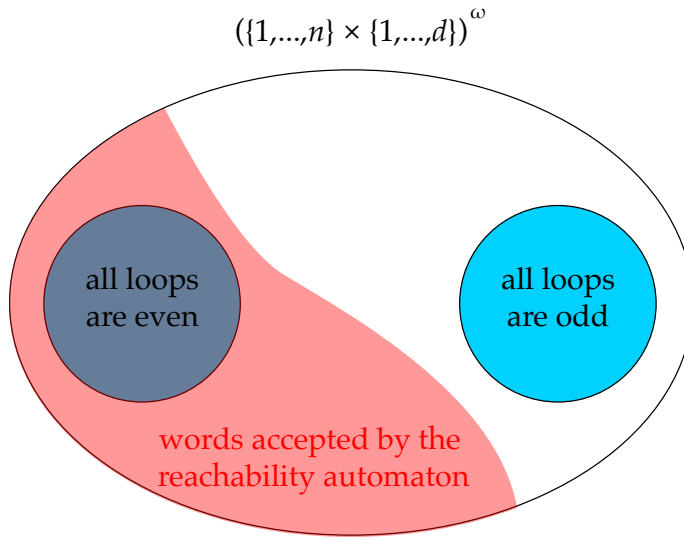 ({1,...,n} × {1,...,d})^ω
all loops
are even
all loops
are odd
words accepted by the
reachability automaton